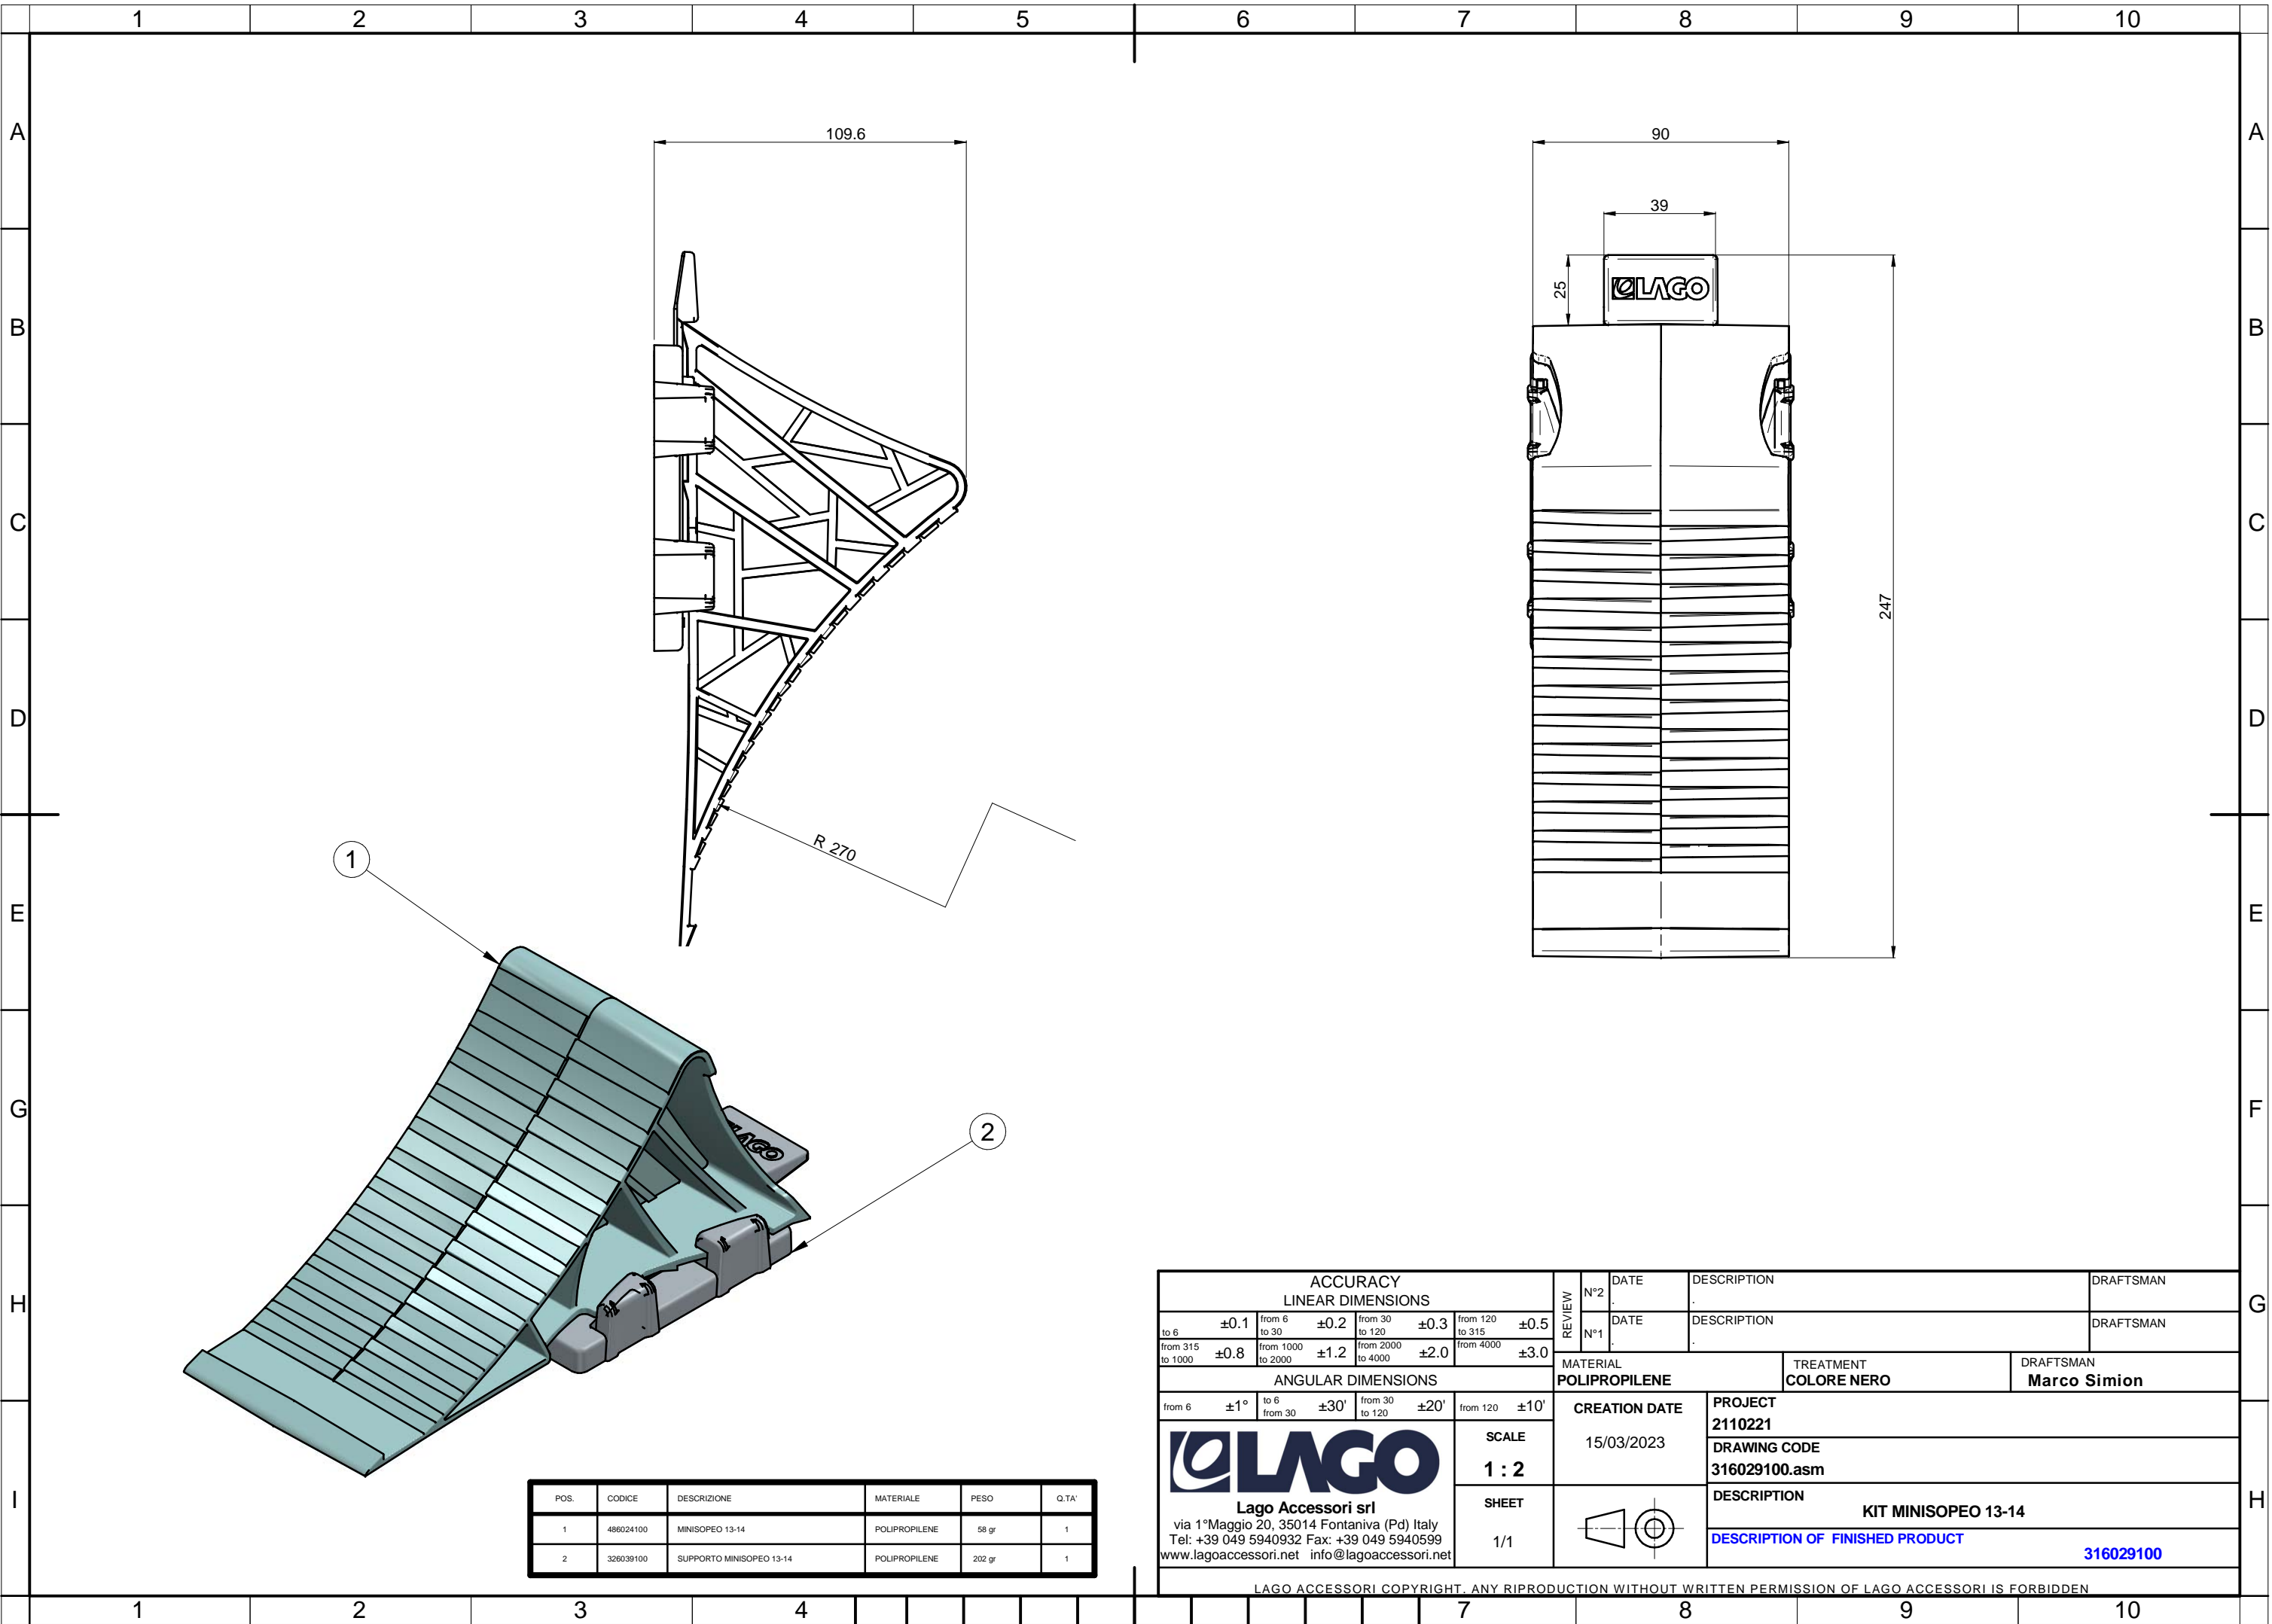 1 2 3 4 5 6 7 8 9 10
A A
B B
C C
D D
E E
G F
H G
I H
109.6
R 270
90
39
25
247
LAGO
1
2
LAGO
POS. CODICE DESCRIZIONE MATERIALE PESO Q.TA'
1 486024100 MINISOPEO 13-14 POLIPROPILENE 58 gr 1
2 326039100 SUPPORTO MINISOPEO 13-14 POLIPROPILENE 202 gr 1
ACCURACY
LINEAR DIMENSIONS
to 6 ±0.1 from 6 to 30 ±0.2 from 30 to 120 ±0.3 from 120 to 315 ±0.5
from 315 to 1000 ±0.8 from 1000 to 2000 ±1.2 from 2000 to 4000 ±2.0 from 4000 ±3.0
ANGULAR DIMENSIONS
from 6 ±1° to 6 from 30 ±30' from 30 to 120 ±20' from 120 ±10'
LAGO
Lago Accessori srl
via 1°Maggio 20, 35014 Fontaniva (Pd) Italy
Tel: +39 049 5940932 Fax: +39 049 5940599
www.lagoaccessori.net info@lagoaccessori.net
SCALE
1 : 2
SHEET
1/1
REVIEW
N°2 DATE . DESCRIPTION . DRAFTSMAN
N°1 DATE . DESCRIPTION . DRAFTSMAN
MATERIAL
POLIPROPILENE
TREATMENT
COLORE NERO
DRAFTSMAN
Marco Simion
CREATION DATE
15/03/2023
PROJECT
2110221
DRAWING CODE
316029100.asm
DESCRIPTION
KIT MINISOPEO 13-14
DESCRIPTION OF FINISHED PRODUCT
316029100
LAGO ACCESSORI COPYRIGHT. ANY RIPRODUCTION WITHOUT WRITTEN PERMISSION OF LAGO ACCESSORI IS FORBIDDEN
1 2 3 4 7 8 9 10